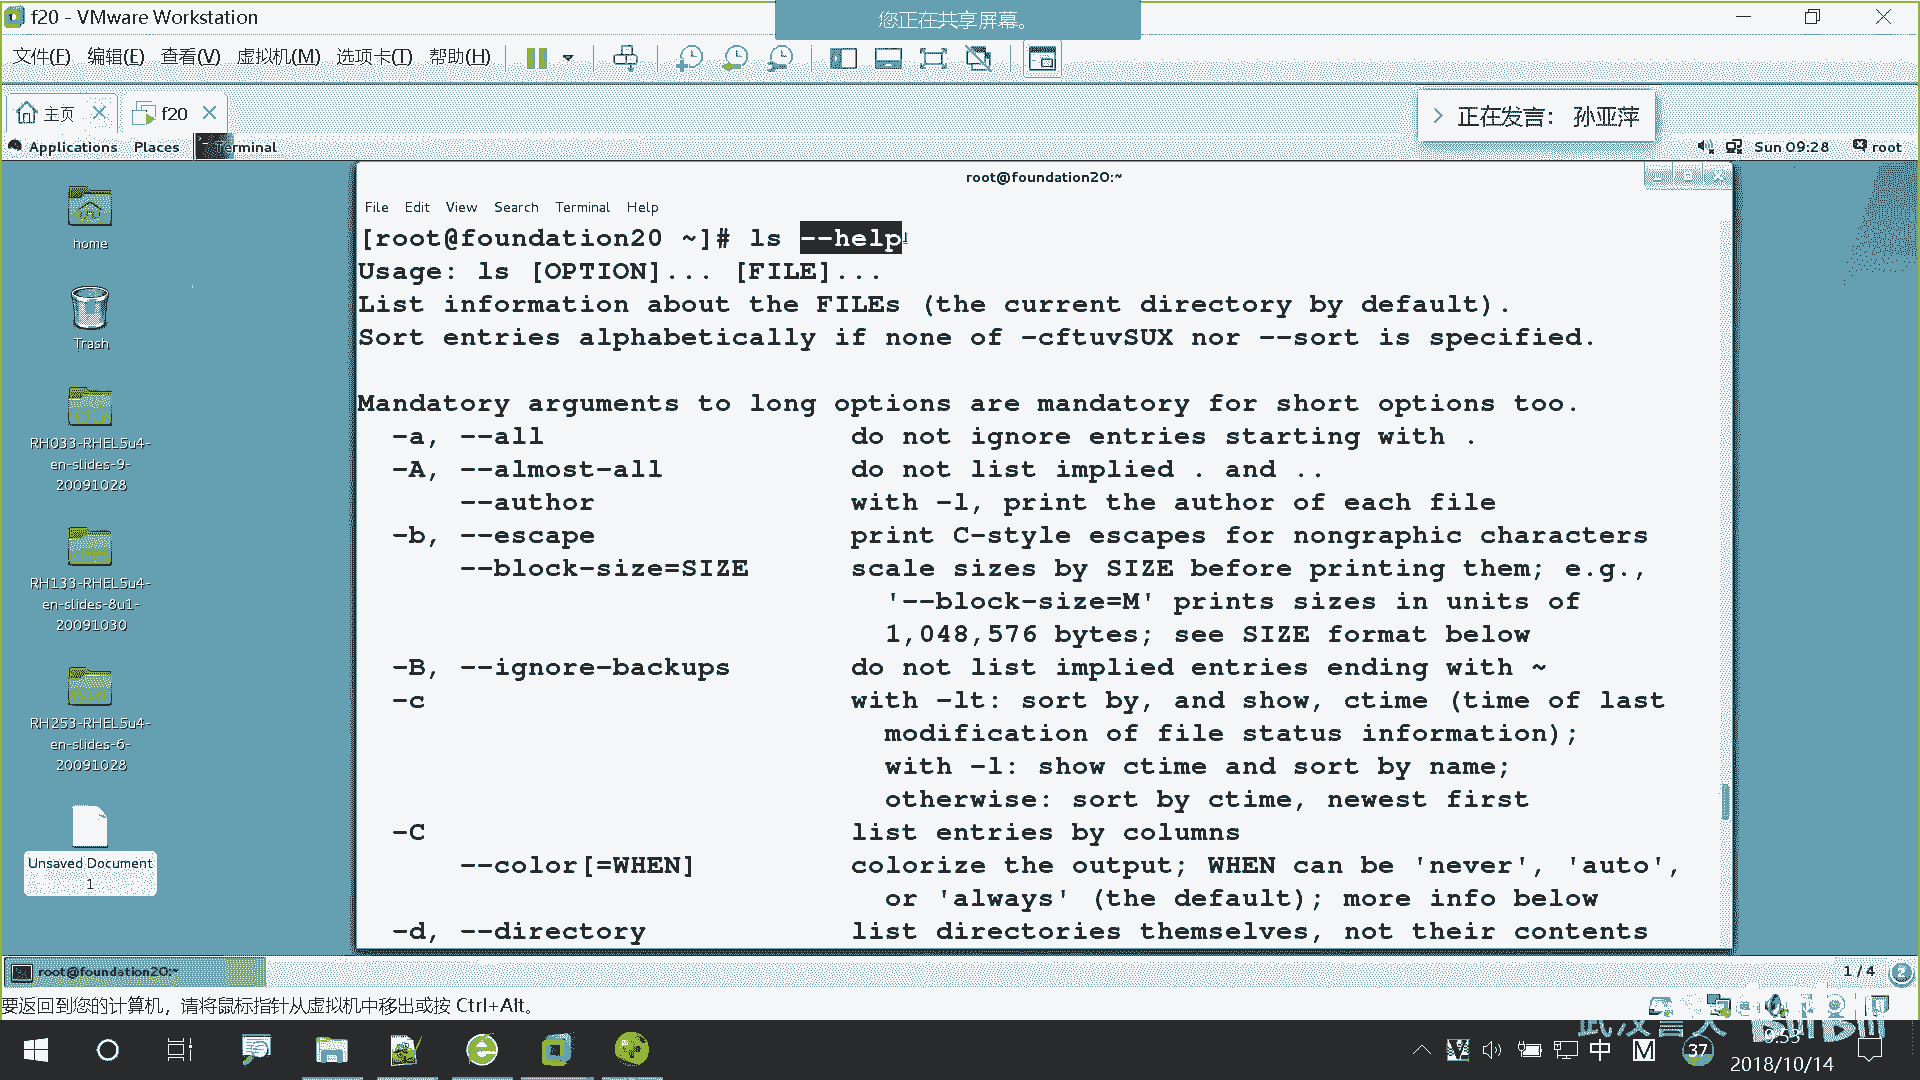 f20 - VMware Workstation
您正在共享屏幕。
文件(F) 编辑(E) 查看(V) 虚拟机(M) 选项卡(T) 帮助(H)
主页 f20
正在发言: 孙亚萍
Applications Places Terminal Sun 09:28 root
root@foundation20:~
File Edit View Search Terminal Help
[root@foundation20 ~]# ls --help
Usage: ls [OPTION]... [FILE]...
List information about the FILEs (the current directory by default).
Sort entries alphabetically if none of -cftuvSUX nor --sort is specified.
Mandatory arguments to long options are mandatory for short options too.
-a, --all do not ignore entries starting with .
-A, --almost-all do not list implied . and ..
--author with -l, print the author of each file
-b, --escape print C-style escapes for nongraphic characters
--block-size=SIZE scale sizes by SIZE before printing them; e.g.,
'--block-size=M' prints sizes in units of
1,048,576 bytes; see SIZE format below
-B, --ignore-backups do not list implied entries ending with ~
-c with -lt: sort by, and show, ctime (time of last
modification of file status information);
with -l: show ctime and sort by name;
otherwise: sort by ctime, newest first
-C list entries by columns
--color[=WHEN] colorize the output; WHEN can be 'never', 'auto',
or 'always' (the default); more info below
-d, --directory list directories themselves, not their contents
home
Trash
RH033-RHEL5u4-
en-slides-9-
20091028
RH133-RHEL5u4-
en-slides-8u1-
20091030
RH253-RHEL5u4-
en-slides-6-
20091028
Unsaved Document
1
root@foundation20:~
1 / 4 2
要返回到您的计算机，请将鼠标指针从虚拟机中移出或按 Ctrl+Alt。
bilibili
中 M 37
9:53
2018/10/14